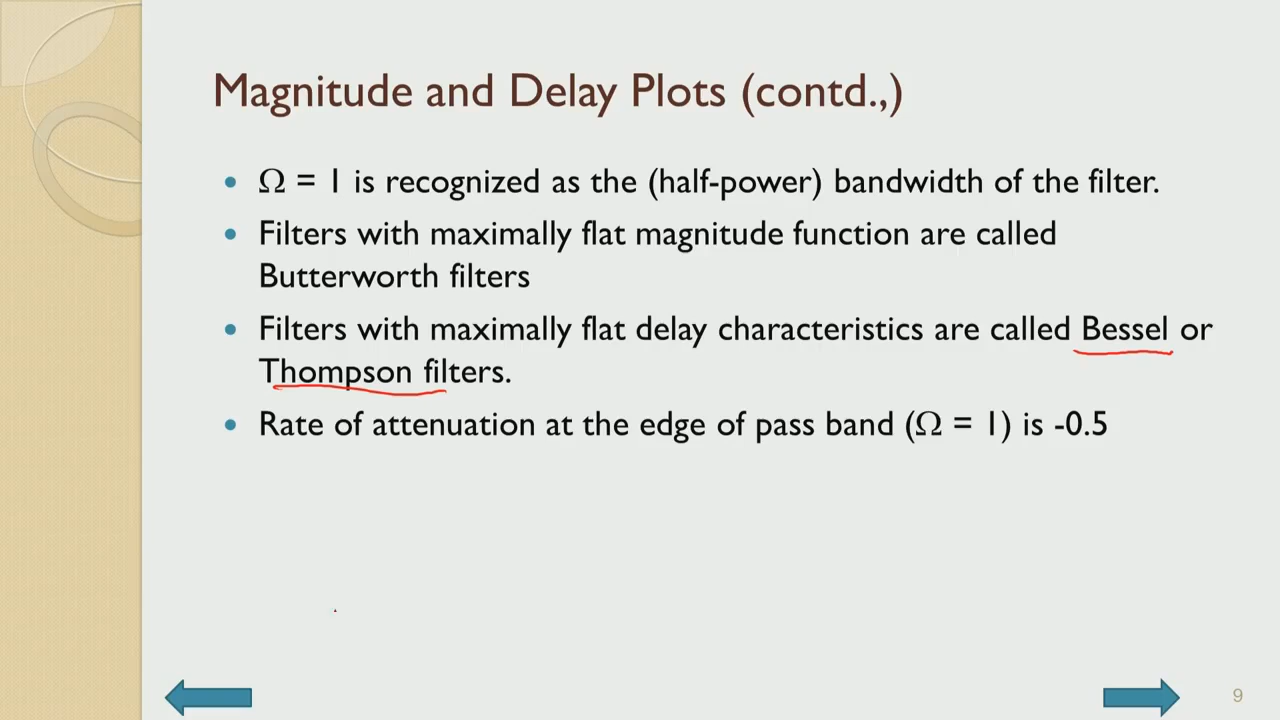 Magnitude and Delay Plots (contd.,)
• Ω = 1 is recognized as the (half-power) bandwidth of the filter.
• Filters with maximally flat magnitude function are called
Butterworth filters
• Filters with maximally flat delay characteristics are called Bessel or
Thompson filters.
• Rate of attenuation at the edge of pass band (Ω = 1) is -0.5
9